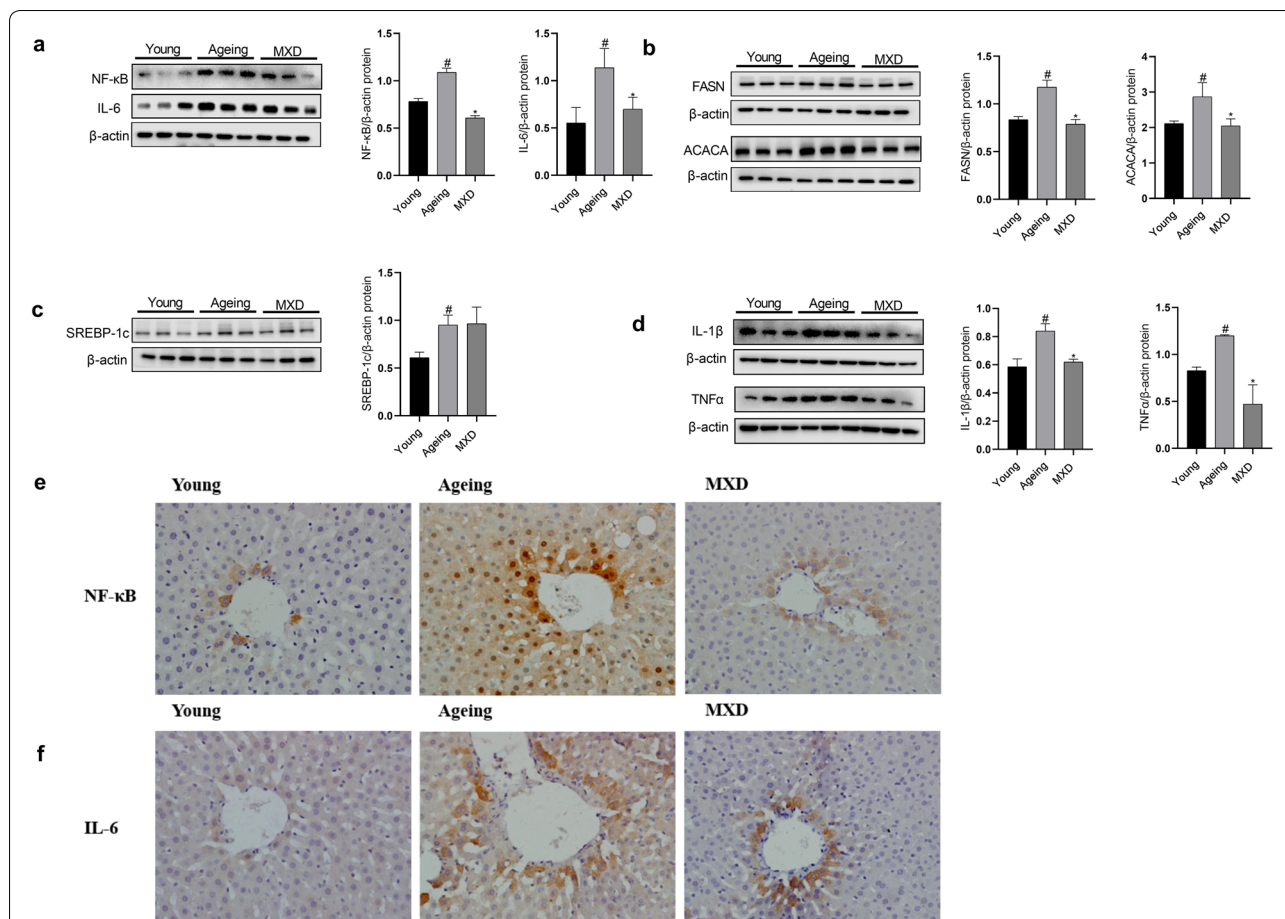 a
Young Ageing MXD
NF-κB
IL-6
β-actin
NF-κB/β-actin protein
1.5
1.0
0.5
0.0
#
*
Young
Ageing
MXD
IL-6/β-actin protein
1.5
1.0
0.5
0.0
#
*
Young
Ageing
MXD
b
Young Ageing MXD
FASN
β-actin
ACACA
β-actin
FASN/β-actin protein
1.5
1.0
0.5
0.0
#
*
Young
Ageing
MXD
ACACA/β-actin protein
4
3
2
1
0
#
*
Young
Ageing
MXD
c
Young Ageing MXD
SREBP-1c
β-actin
SREBP-1c/β-actin protein
1.5
1.0
0.5
0.0
#
Young
Ageing
MXD
d
Young Ageing MXD
IL-1β
β-actin
TNFα
β-actin
IL-1β/β-actin protein
1.0
0.8
0.6
0.4
0.2
0.0
#
*
Young
Ageing
MXD
TNFα/β-actin protein
1.5
1.0
0.5
0.0
#
*
Young
Ageing
MXD
e
Young Ageing MXD
NF-κB
Young Ageing MXD
f
IL-6